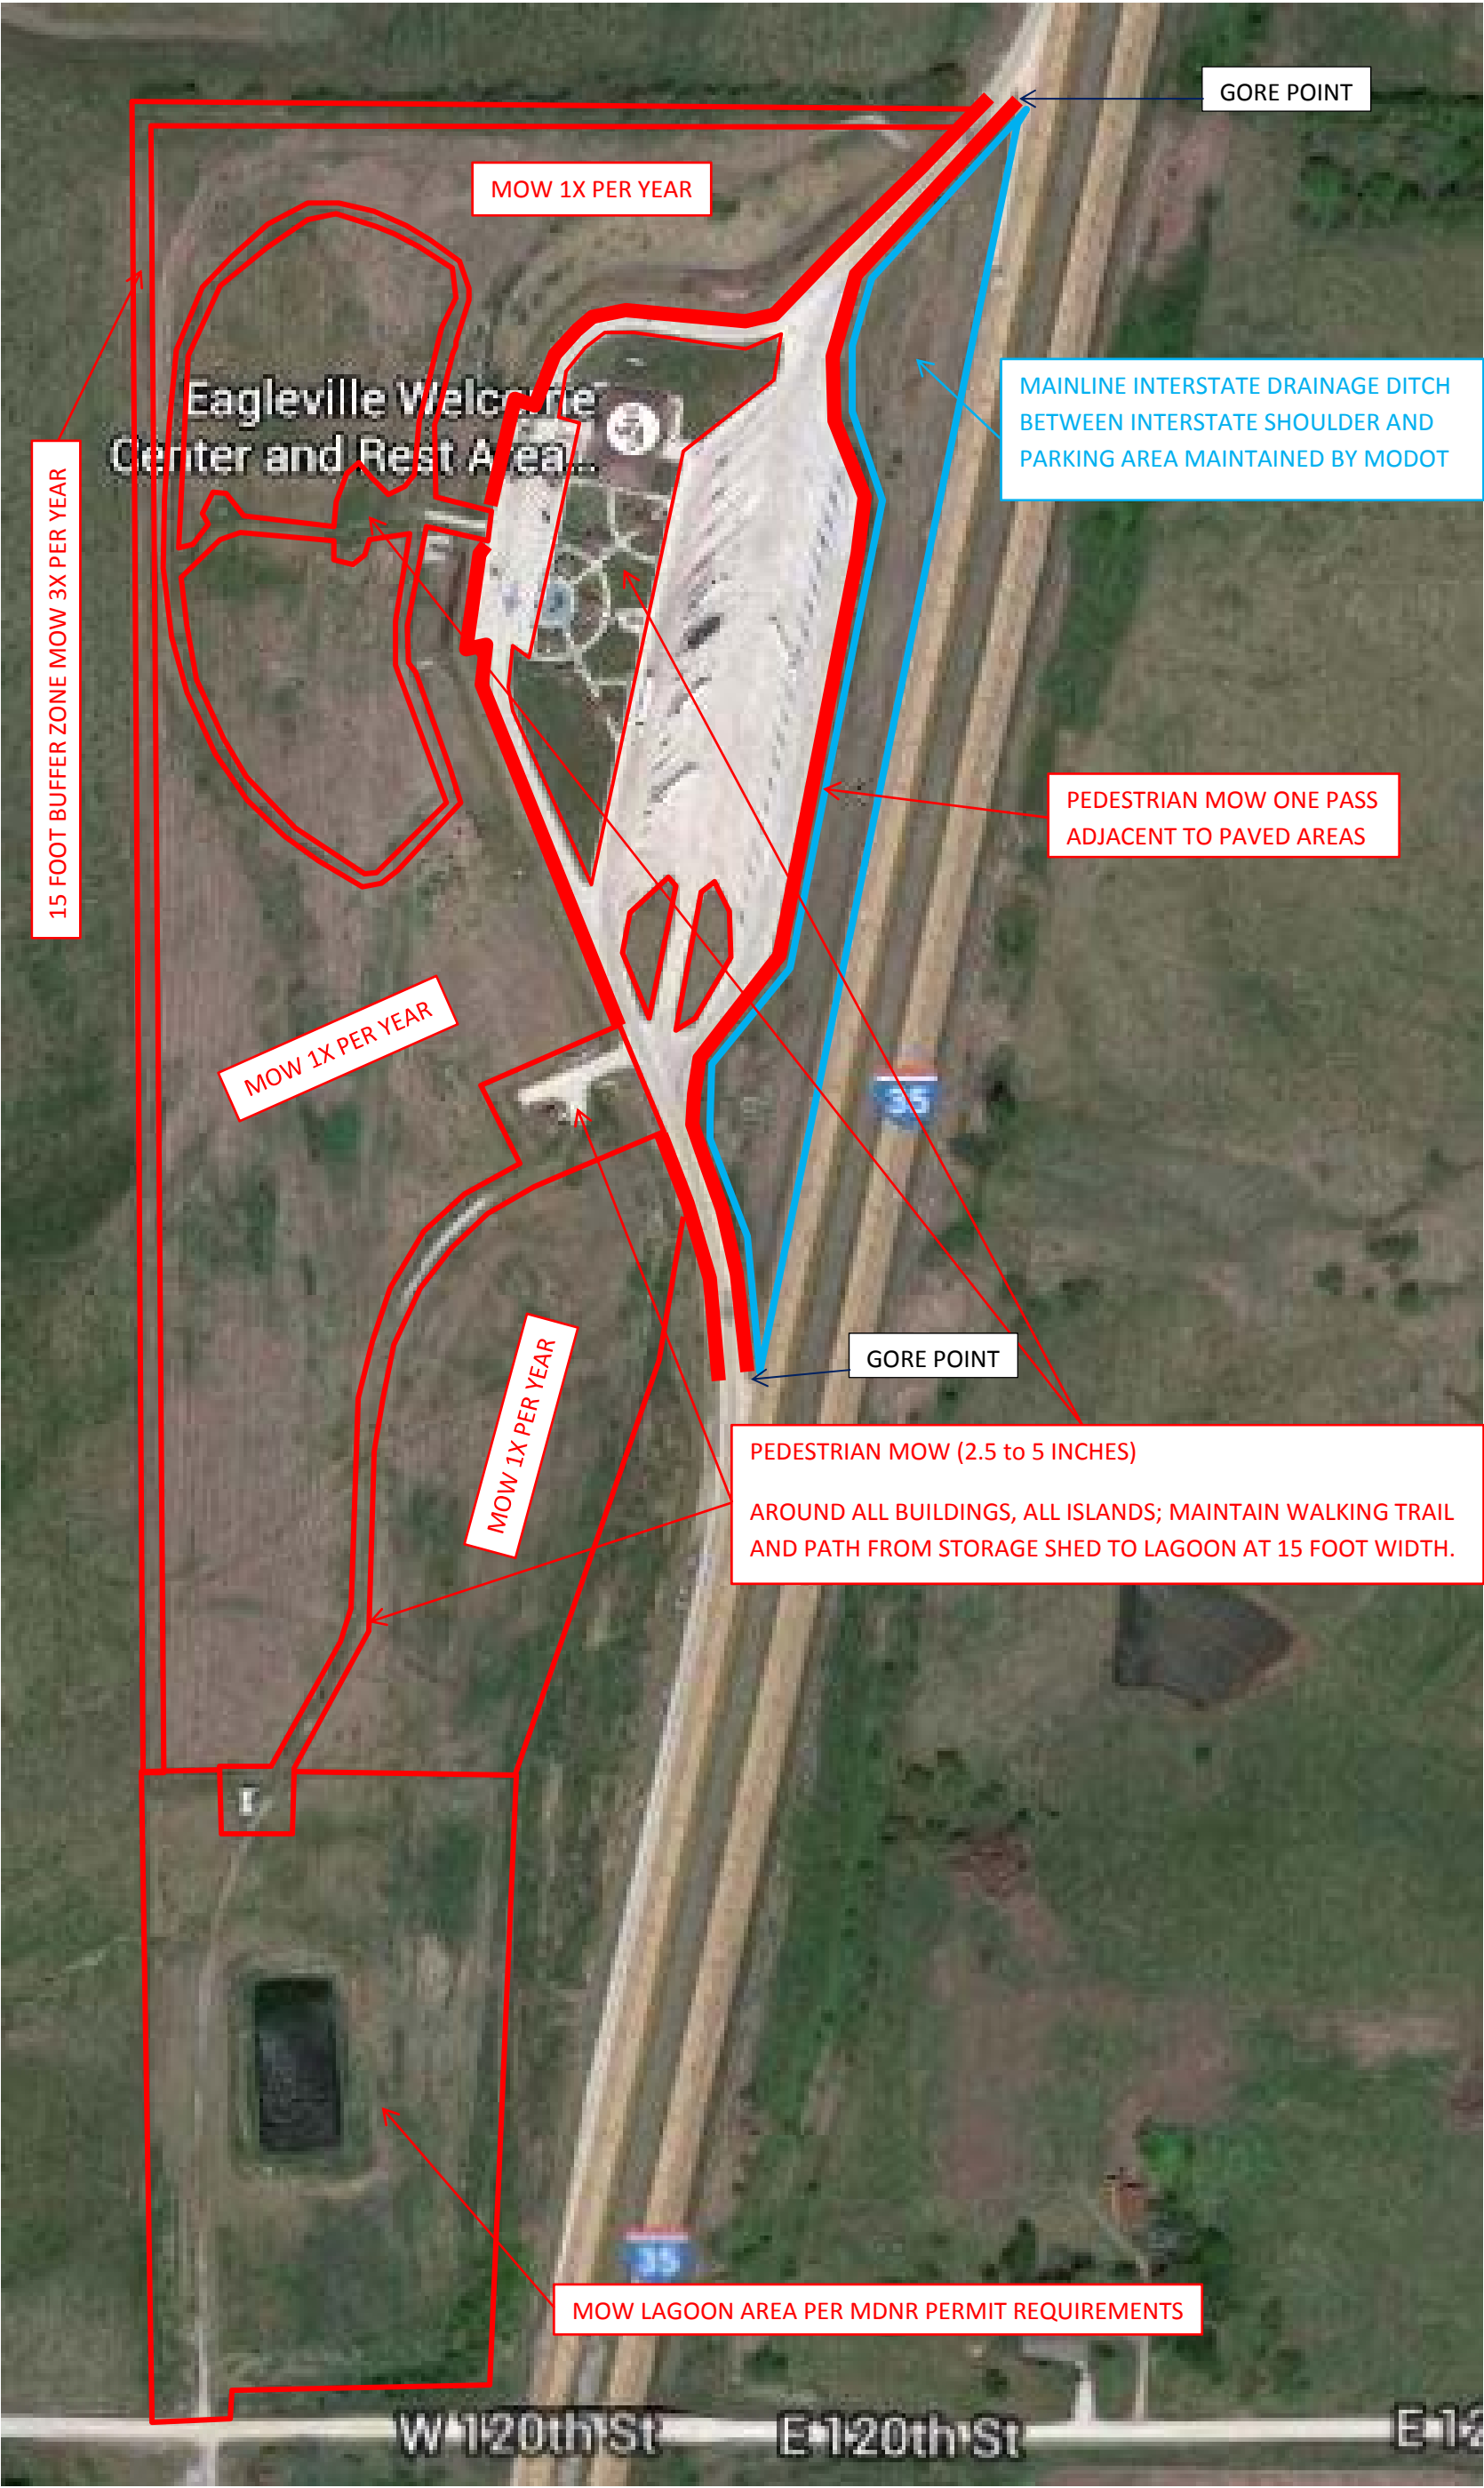 GORE POINT
MOW 1X PER YEAR
MAINLINE INTERSTATE DRAINAGE DITCH
BETWEEN INTERSTATE SHOULDER AND
PARKING AREA MAINTAINED BY MODOT
Eagleville Welcome
Center and Rest Area...
15 FOOT BUFFER ZONE MOW 3X PER YEAR
PEDESTRIAN MOW ONE PASS
ADJACENT TO PAVED AREAS
MOW 1X PER YEAR
35
MOW 1X PER YEAR
GORE POINT
PEDESTRIAN MOW (2.5 to 5 INCHES)
AROUND ALL BUILDINGS, ALL ISLANDS; MAINTAIN WALKING TRAIL
AND PATH FROM STORAGE SHED TO LAGOON AT 15 FOOT WIDTH.
35
MOW LAGOON AREA PER MDNR PERMIT REQUIREMENTS
W 120th St
E 120th St
E 12